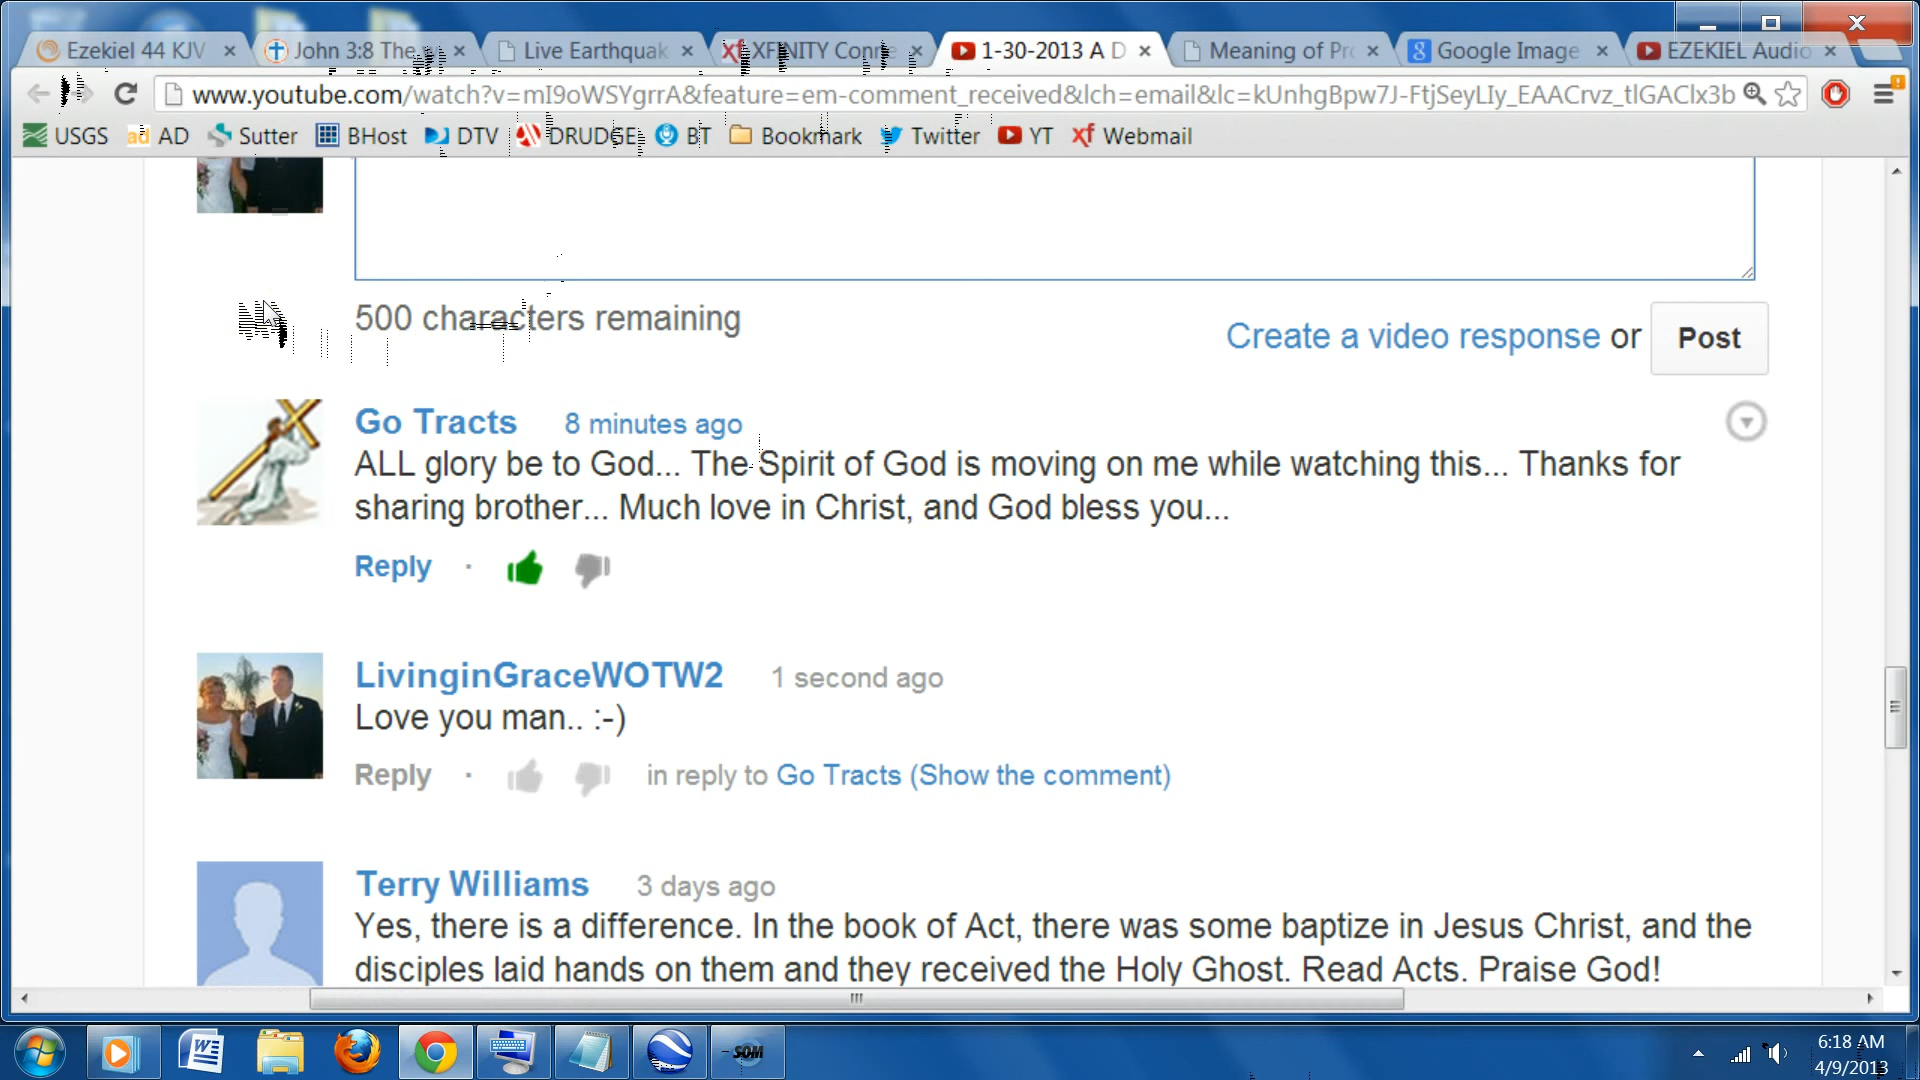 Ezekiel 44 KJV
John 3:8 The
Live Earthquak
XFINITY Conne
1-30-2013 A D
Meaning of Pro
Google Image
EZEKIEL Audio
www.youtube.com/watch?v=mI9oWSYgrrA&feature=em-comment_received&lch=email&lc=kUnhgBpw7J-FtjSeyLIy_EAACrvz_tlGAClx3b
USGS
ad AD
Sutter
BHost
DTV
DRUDGE
BT
Bookmark
Twitter
YT
xf Webmail
500 characters remaining
Create a video response or Post
Go Tracts 8 minutes ago
ALL glory be to God... The Spirit of God is moving on me while watching this... Thanks for
sharing brother... Much love in Christ, and God bless you...
Reply ·
LivinginGraceWOTW2 1 second ago
Love you man.. :-)
Reply · in reply to Go Tracts (Show the comment)
Terry Williams 3 days ago
Yes, there is a difference. In the book of Act, there was some baptize in Jesus Christ, and the
disciples laid hands on them and they received the Holy Ghost. Read Acts. Praise God!
SOM
6:18 AM
4/9/2013